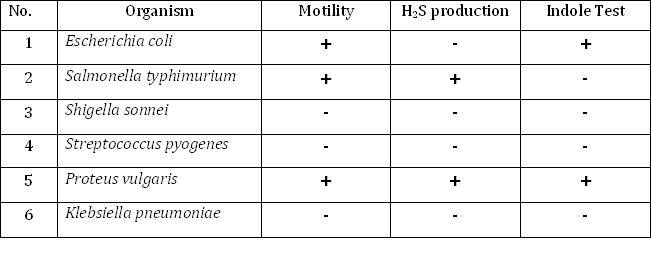 No. Organism Motility H₂S production Indole Test
1 Escherichia coli + - +
2 Salmonella typhimurium + + -
3 Shigella sonnei - - -
4 Streptococcus pyogenes - - -
5 Proteus vulgaris + + +
6 Klebsiella pneumoniae - - -